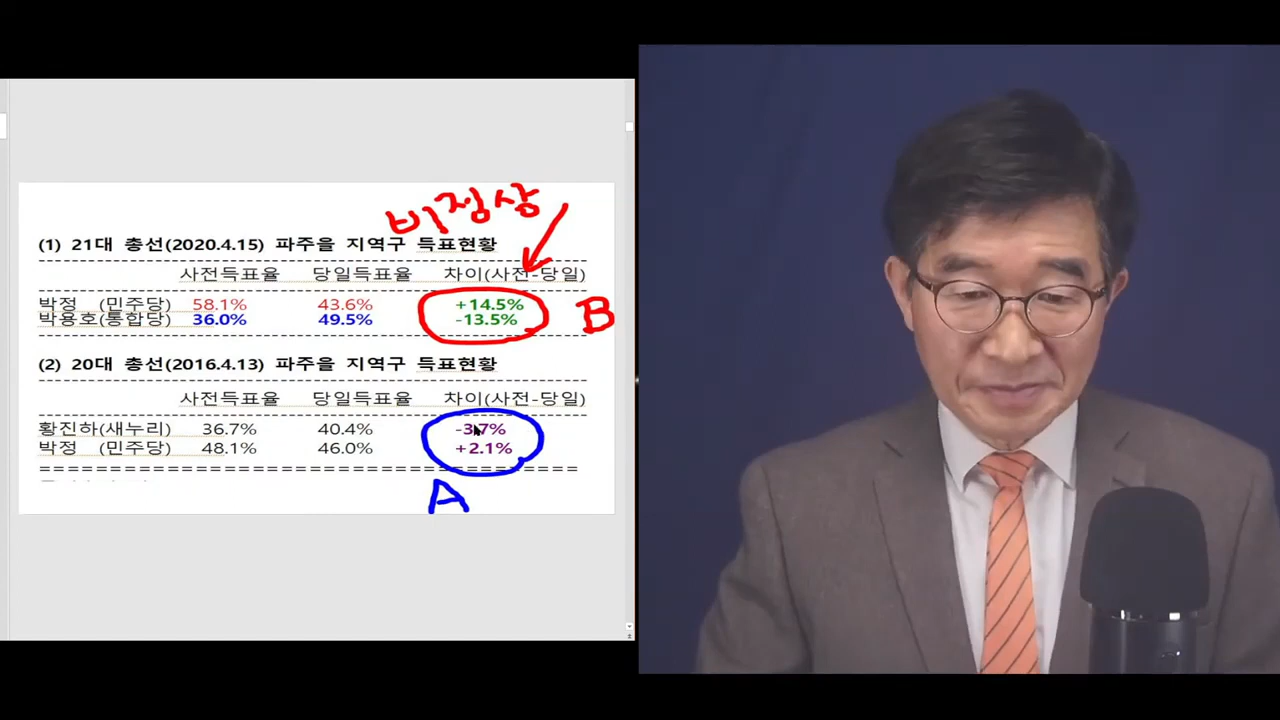 비정상
(1) 21대 총선(2020.4.15) 파주을 지역구 득표현황
사전득표율 당일득표율 차이(사전-당일)
박정 (민주당) 58.1% 43.6% +14.5%
박용호(통합당) 36.0% 49.5% -13.5%
B
(2) 20대 총선(2016.4.13) 파주을 지역구 득표현황
사전득표율 당일득표율 차이(사전-당일)
황진하(새누리) 36.7% 40.4% -3.7%
박정 (민주당) 48.1% 46.0% +2.1%
A